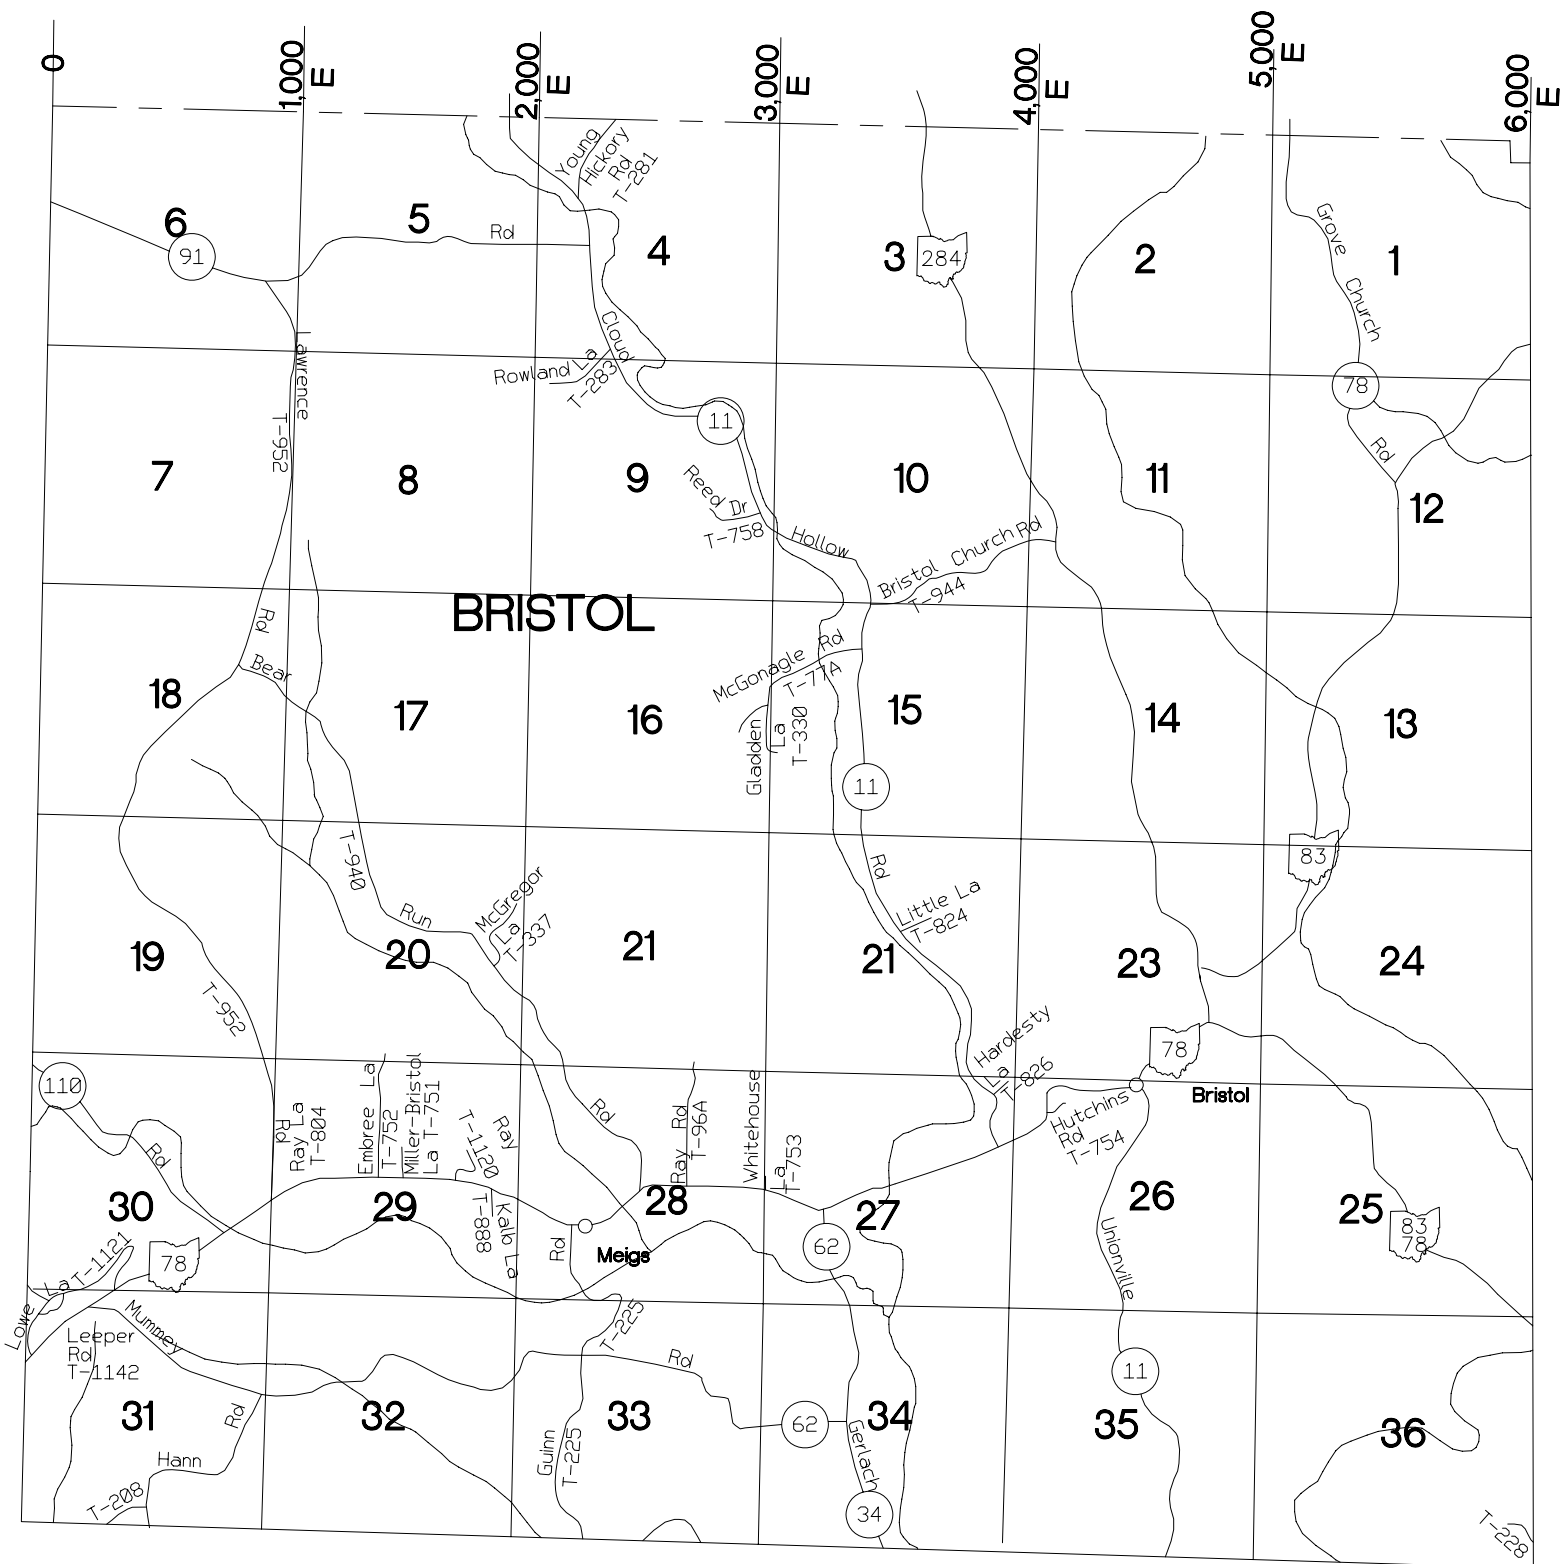 0
1,000 E
2,000 E
3,000 E
4,000 E
5,000 E
6,000 E
Young
Hickory
Rd
T-281
6
91
5
Rd
4
3
284
2
Grove Church
1
Lawrence
T-952
Rowland La
T-283
Cloud
11
78
Rd
7
8
9
Reed Dr
T-758
10
11
12
Hollow
Bristol Church Rd
T-944
BRISTOL
Rd
Bear
McGonagle Rd
T-77A
18
17
16
15
14
13
Gladden
La
T-330
11
83
T-940
Rd
Run
McGregor
La
T-337
Little La
T-824
19
20
21
21
23
24
T-952
Hardesty
La
T-826
78
Bristol
110
Rd
Rd
Ray La
T-804
Embree La
T-752
Miller-Bristol
La T-751
Ray
T-1120
Rd
Ray Rd
T-96A
Whitehouse
La
T-753
Hutchins
Rd
T-754
30
29
28
27
26
25
T-888
Kalb La
Rd
Meigs
62
Unionville
83
78
78
Lowe La T-1121
Mummey
Leeper
Rd
T-1142
T-225
Rd
11
31
Rd
32
33
62
34
35
36
Hann
T-208
Guinn
T-225
Gerlach
34
T-228